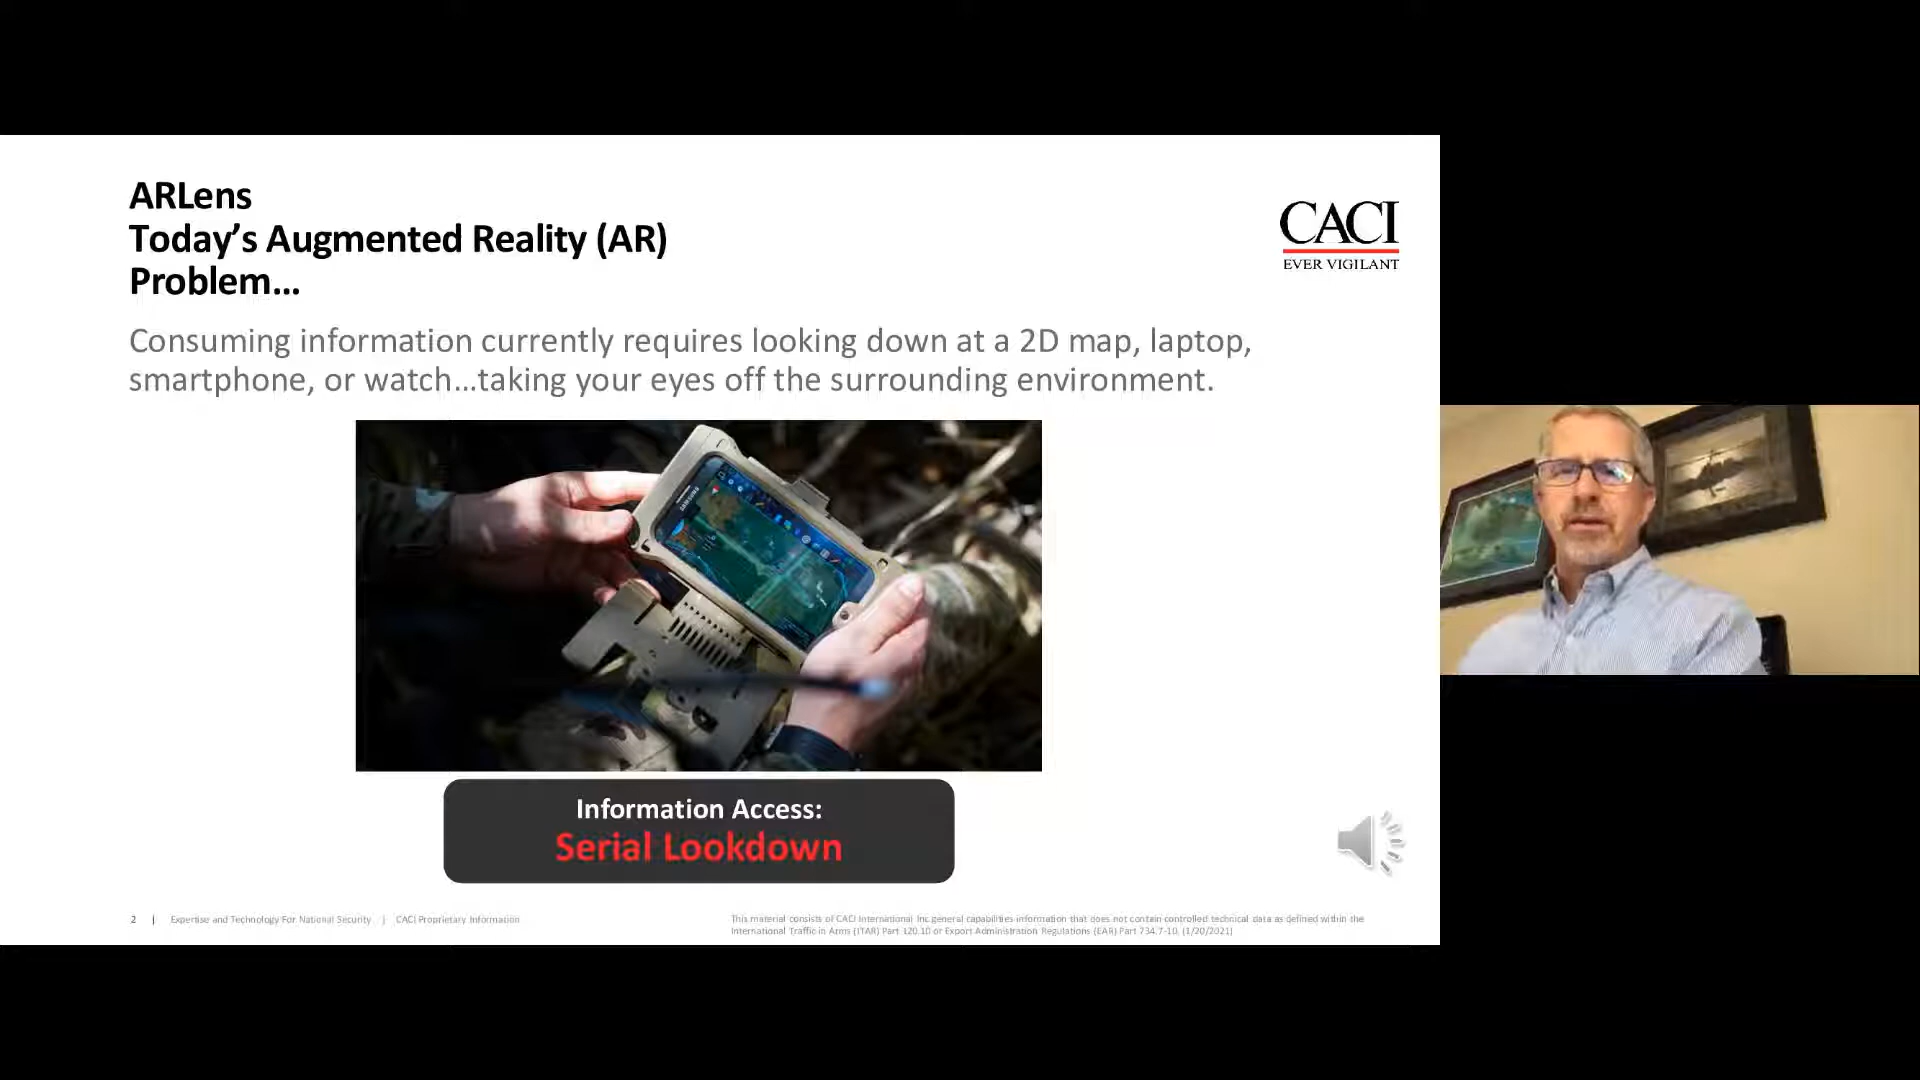 ARLens
Today's Augmented Reality (AR)
Problem...
CACI
EVER VIGILANT
Consuming information currently requires looking down at a 2D map, laptop,
smartphone, or watch...taking your eyes off the surrounding environment.
SAMSUNG
Information Access:
Serial Lookdown
2 | Expertise and Technology For National Security | CACI Proprietary Information
This material consists of CACI International Inc general capabilities information that does not contain controlled technical data as defined within the
International Traffic in Arms (ITAR) Part 120.10 or Export Administration Regulations (EAR) Part 734.7-10. (1/20/2021)